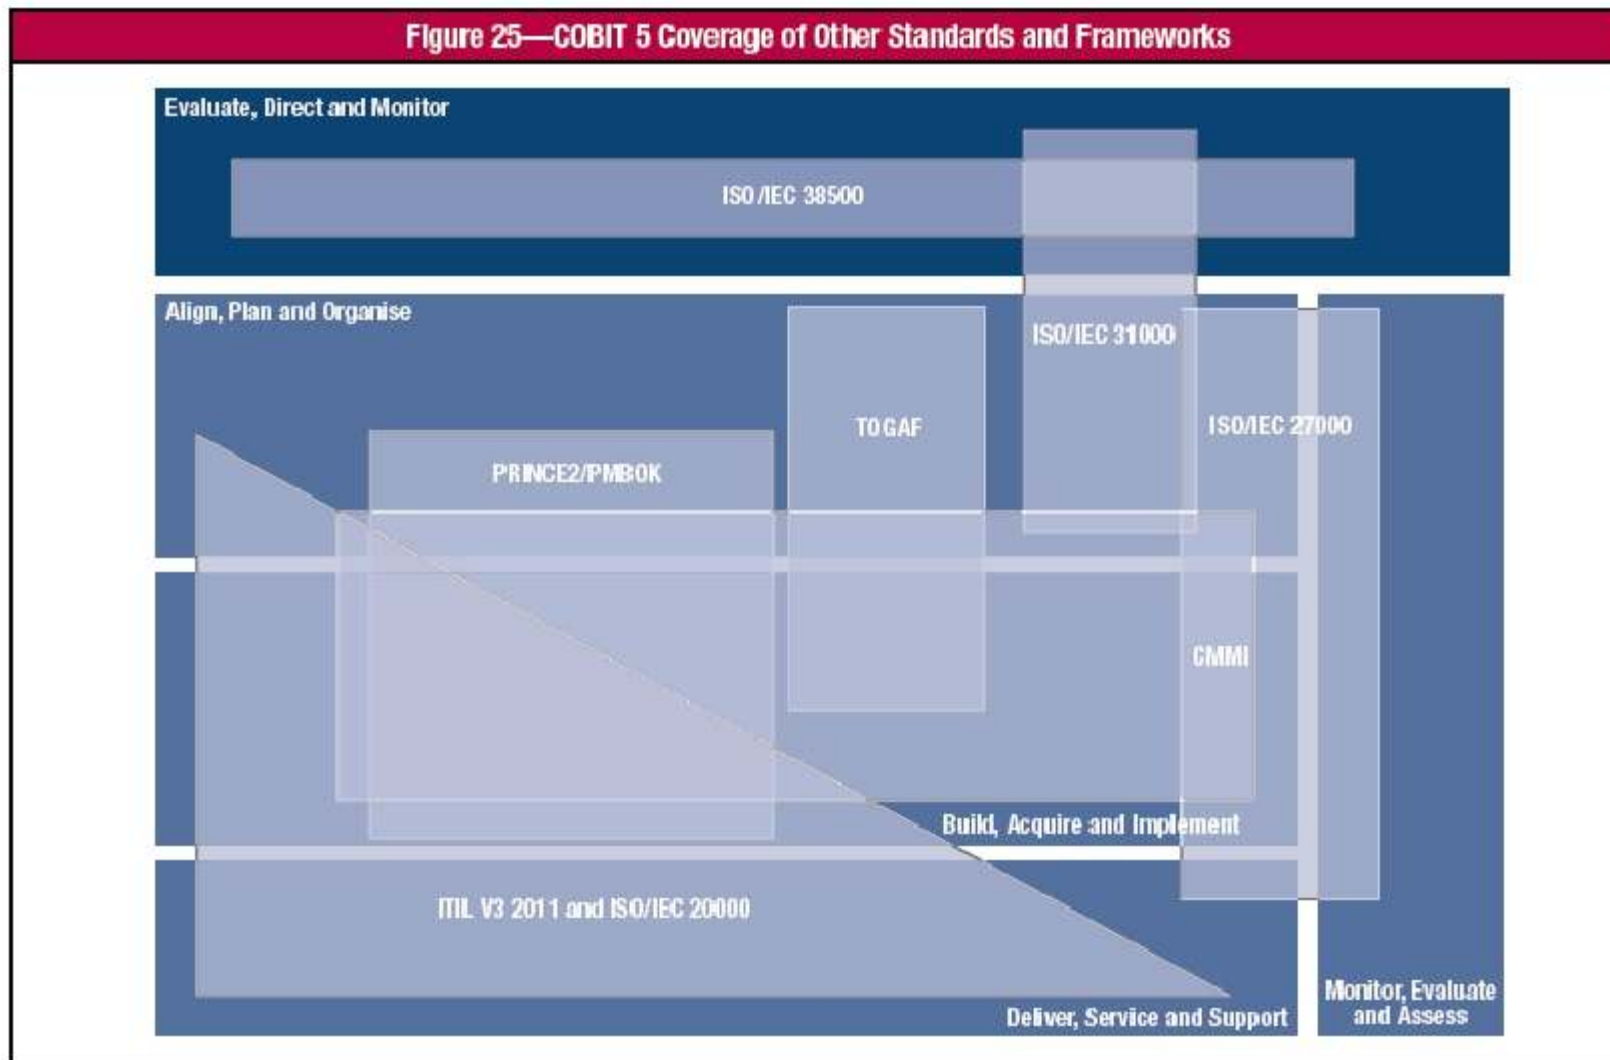 Figure 25—COBIT 5 Coverage of Other Standards and Frameworks
Evaluate, Direct and Monitor
ISO/IEC 38500
Align, Plan and Organise
ISO/IEC 31000
TOGAF
ISO/IEC 27000
PRINCE2/PMBOK
CMMI
Build, Acquire and Implement
ITIL V3 2011 and ISO/IEC 20000
Deliver, Service and Support
Monitor, Evaluate
and Assess